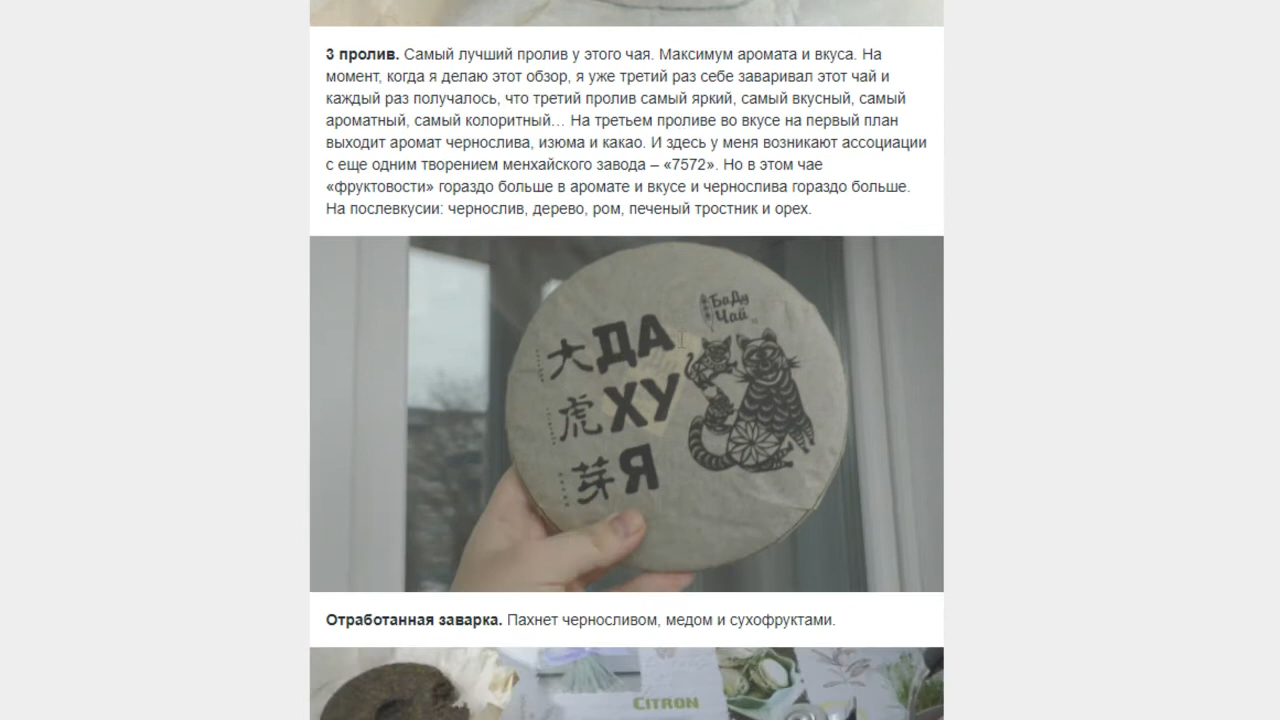 3 пролив. Самый лучший пролив у этого чая. Максимум аромата и вкуса. На
момент, когда я делаю этот обзор, я уже третий раз себе заваривал этот чай и
каждый раз получалось, что третий пролив самый яркий, самый вкусный, самый
ароматный, самый колоритный… На третьем проливе во вкусе на первый план
выходит аромат чернослива, изюма и какао. И здесь у меня возникают ассоциации
с еще одним творением менхайского завода – «7572». Но в этом чае
«фруктовости» гораздо больше в аромате и вкусе и чернослива гораздо больше.
На послевкусии: чернослив, дерево, ром, печеный тростник и орех.
БаДу
Чай
大 ДА
虎 ХУ
芽 Я
Отработанная заварка. Пахнет черносливом, медом и сухофруктами.
CITRON